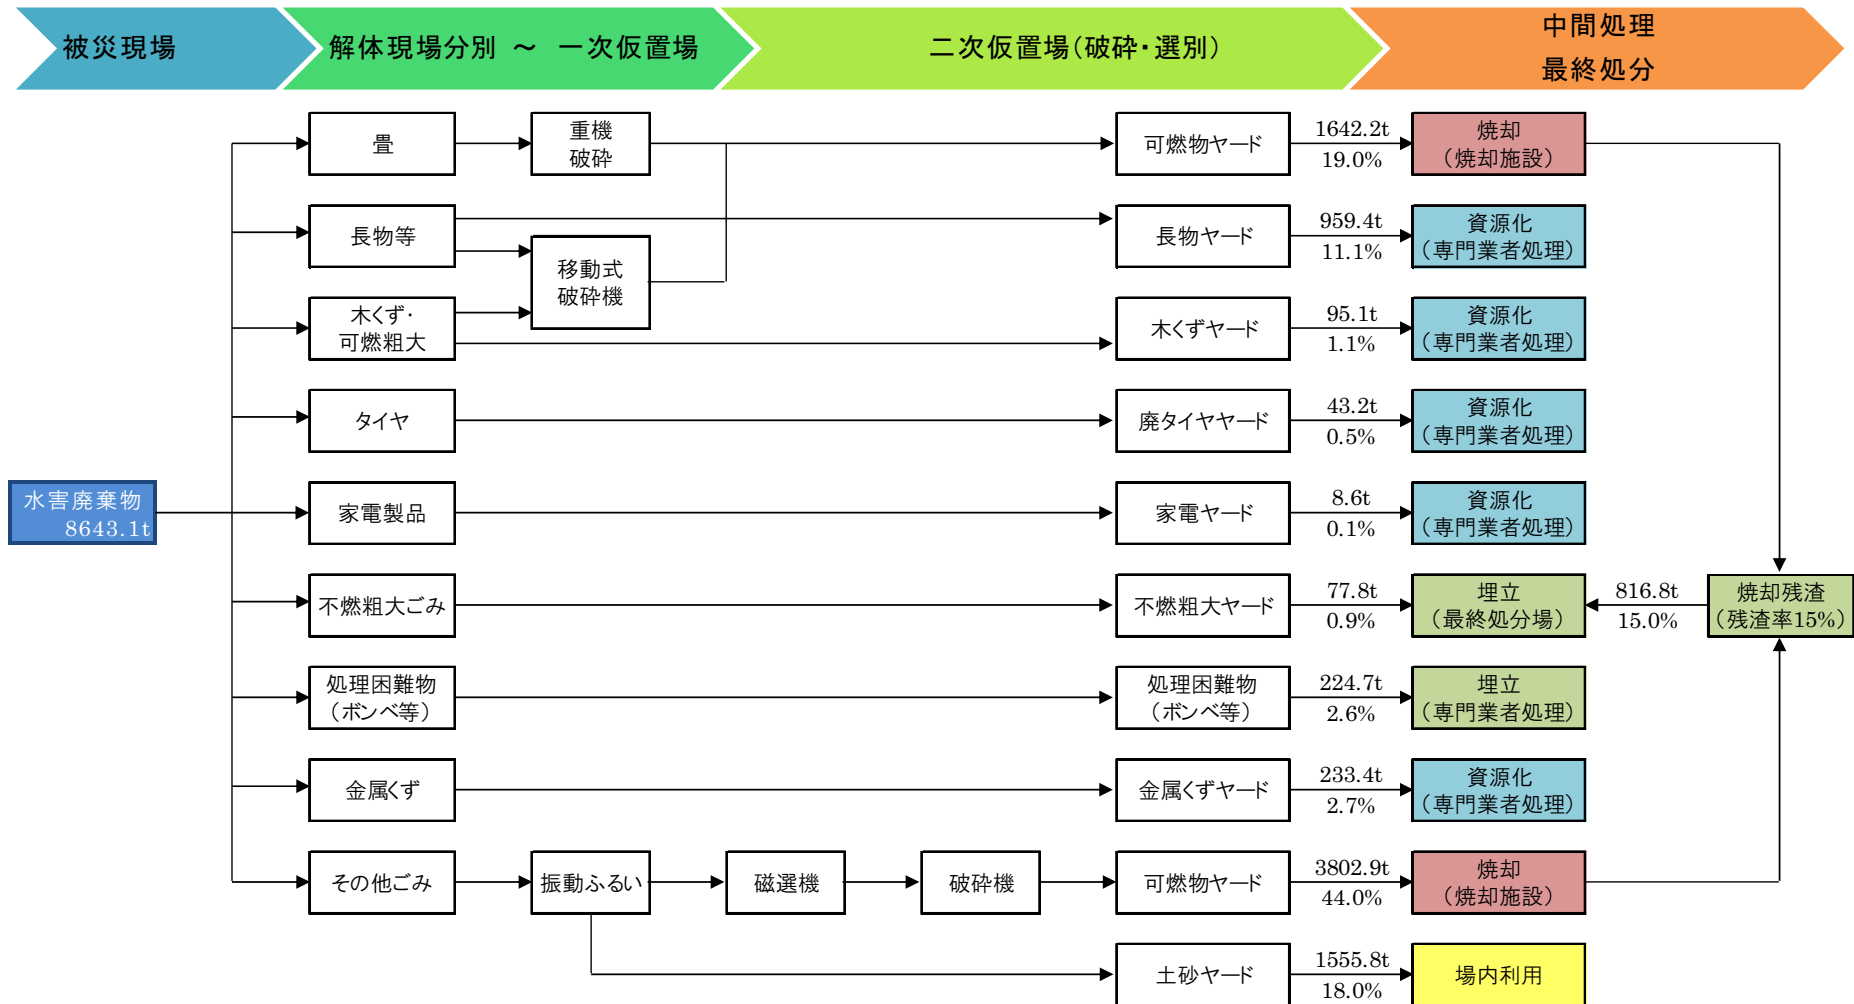 被災現場
解体現場分別 ～ 一次仮置場
二次仮置場(破砕・選別)
中間処理
最終処分
畳
重機
破砕
可燃物ヤード
1642.2t
19.0%
焼却
(焼却施設)
長物等
移動式
破砕機
長物ヤード
959.4t
11.1%
資源化
(専門業者処理)
木くず・
可燃粗大
木くずヤード
95.1t
1.1%
資源化
(専門業者処理)
タイヤ
廃タイヤヤード
43.2t
0.5%
資源化
(専門業者処理)
水害廃棄物
8643.1t
家電製品
家電ヤード
8.6t
0.1%
資源化
(専門業者処理)
不燃粗大ごみ
不燃粗大ヤード
77.8t
0.9%
埋立
(最終処分場)
816.8t
15.0%
焼却残渣
(残渣率15%)
処理困難物
(ボンベ等)
処理困難物
(ボンベ等)
224.7t
2.6%
埋立
(専門業者処理)
金属くず
金属くずヤード
233.4t
2.7%
資源化
(専門業者処理)
その他ごみ
振動ふるい
磁選機
破砕機
可燃物ヤード
3802.9t
44.0%
焼却
(焼却施設)
土砂ヤード
1555.8t
18.0%
場内利用